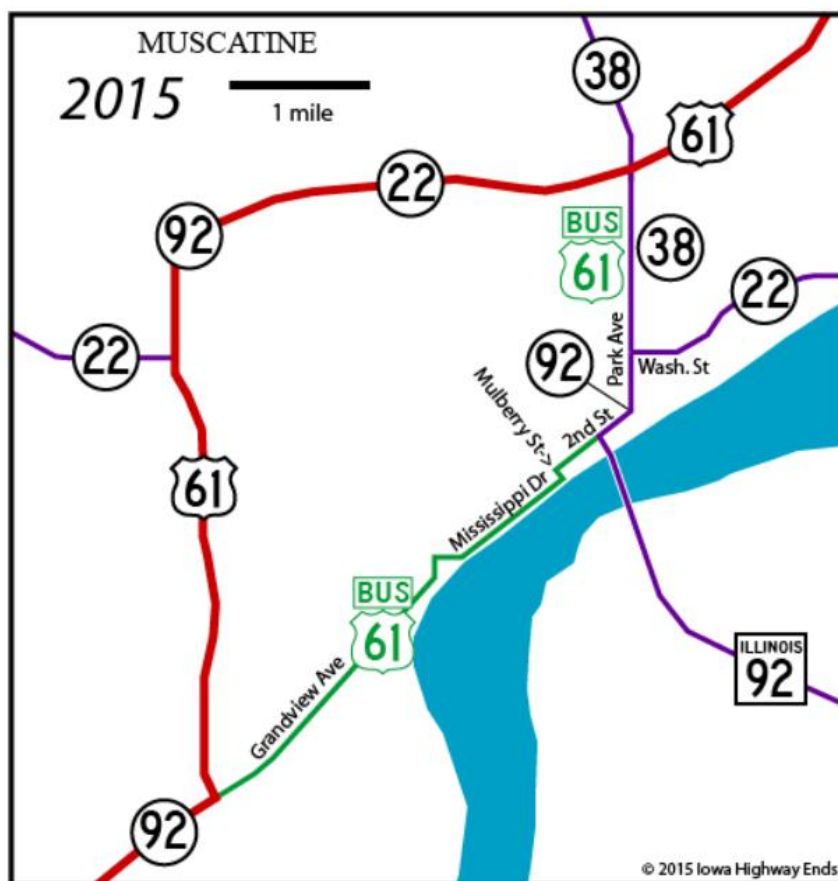 MUSCATINE
2015
1 mile
38
61
22
92
BUS
61
38
22
22
92
Park Ave
Wash. St
Mulberry St->
2nd St
61
Mississippi Dr
BUS
61
Grandview Ave
ILLINOIS
92
92
© 2015 Iowa Highway Ends